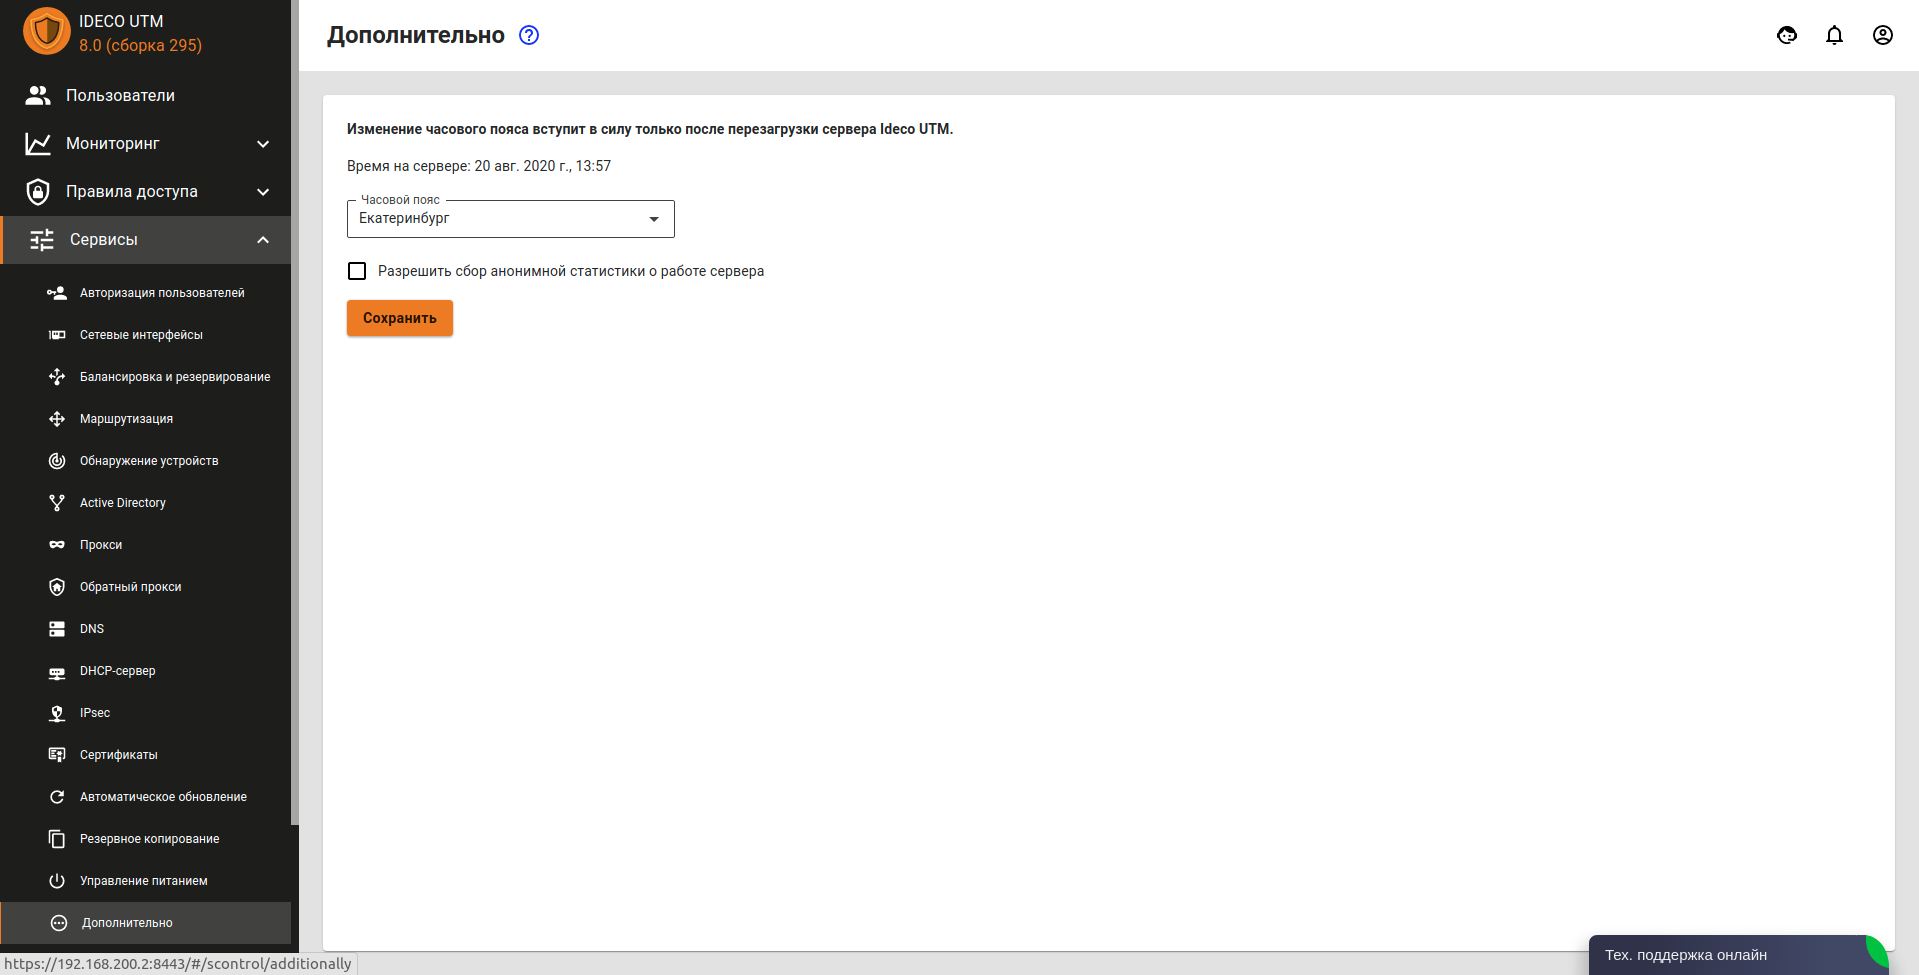 IDECO UTM
8.0 (сборка 295)
Пользователи
Мониторинг
Правила доступа
Сервисы
Авторизация пользователей
Сетевые интерфейсы
Балансировка и резервирование
Маршрутизация
Обнаружение устройств
Active Directory
Прокси
Обратный прокси
DNS
DHCP-сервер
IPsec
Сертификаты
Автоматическое обновление
Резервное копирование
Управление питанием
Дополнительно
https://192.168.200.2:8443/#/scontrol/additionally
Дополнительно
Изменение часового пояса вступит в силу только после перезагрузки сервера Ideco UTM.
Время на сервере: 20 авг. 2020 г., 13:57
Часовой пояс
Екатеринбург
Разрешить сбор анонимной статистики о работе сервера
Сохранить
Тех. поддержка онлайн